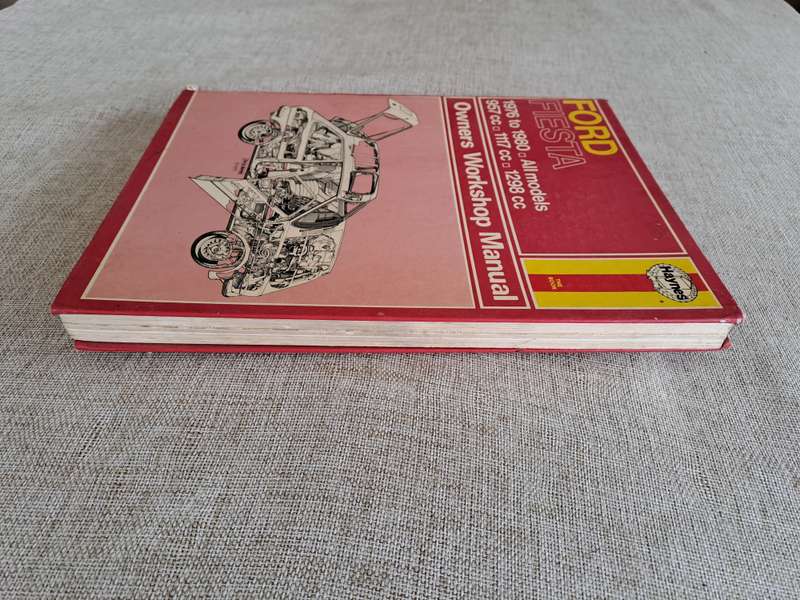 FORD
FIESTA
1976 to 1980 □ All models
957 cc □ 1117 cc □ 1298 cc
Owners Workshop Manual
Haynes